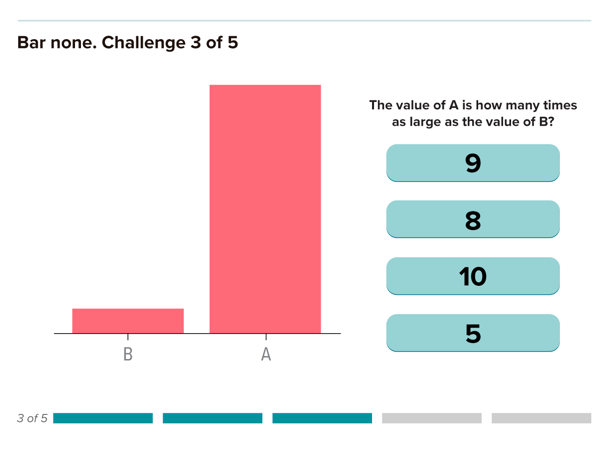 Bar none. Challenge 3 of 5
The value of A is how many times
as large as the value of B?
9
8
10
5
B
A
3 of 5